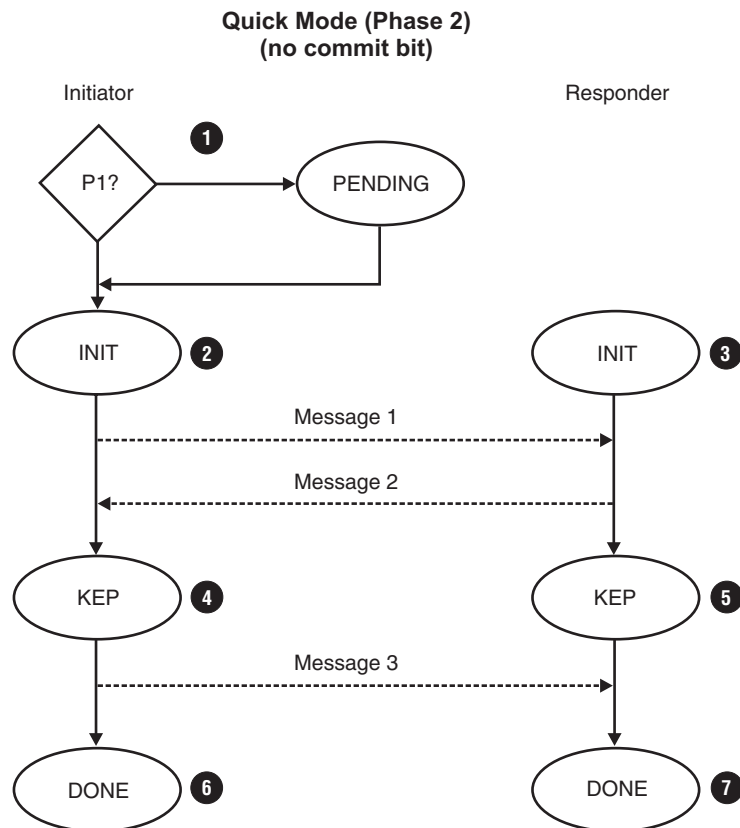 Quick Mode (Phase 2)
(no commit bit)
Initiator
Responder
1
P1?
PENDING
INIT
2
INIT
3
Message 1
Message 2
KEP
4
KEP
5
Message 3
DONE
6
DONE
7